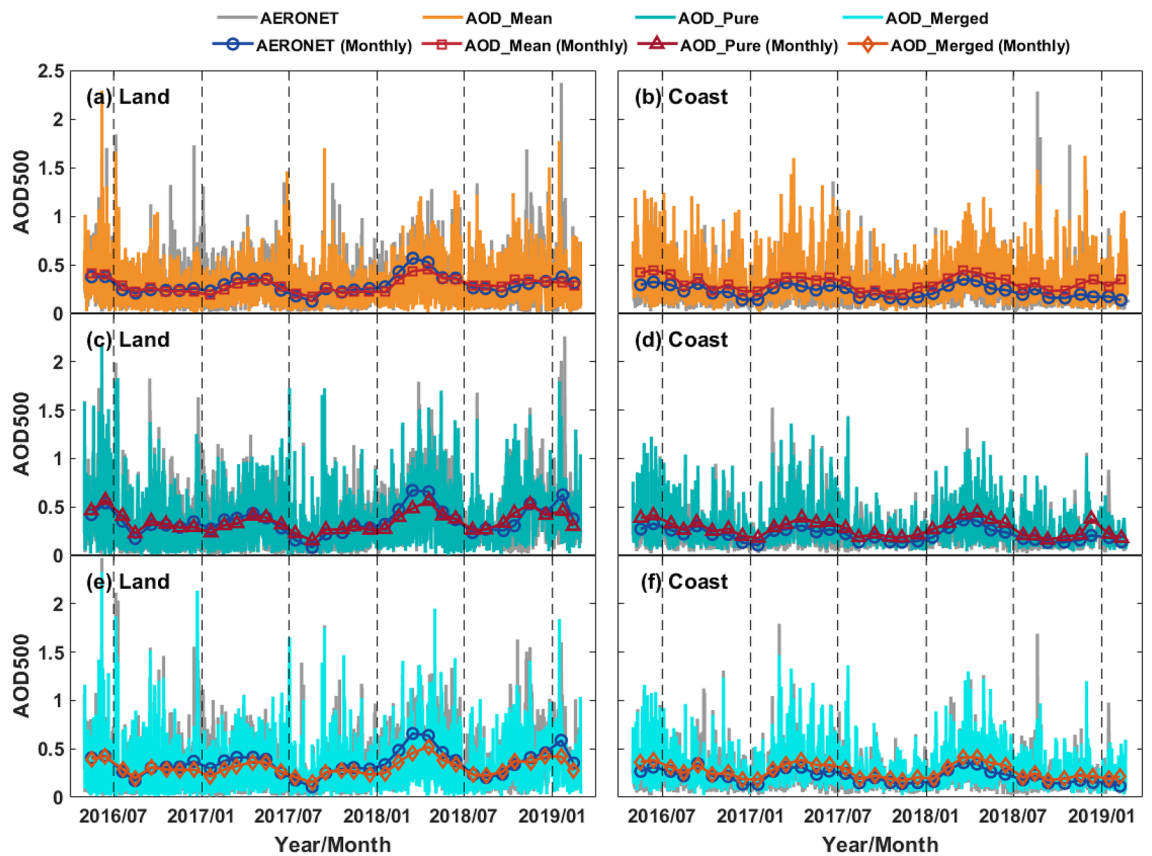 AERONET AOD_Mean AOD_Pure AOD_Merged
AERONET (Monthly) AOD_Mean (Monthly) AOD_Pure (Monthly) AOD_Merged (Monthly)
2.5
(a) Land (b) Coast
2
1.5
AOD500
1
0.5
0
(c) Land (d) Coast
2
1.5
AOD500
1
0.5
0
(e) Land (f) Coast
2
1.5
AOD500
1
0.5
0
2016/07 2017/01 2017/07 2018/01 2018/07 2019/01 2016/07 2017/01 2017/07 2018/01 2018/07 2019/01
Year/Month Year/Month